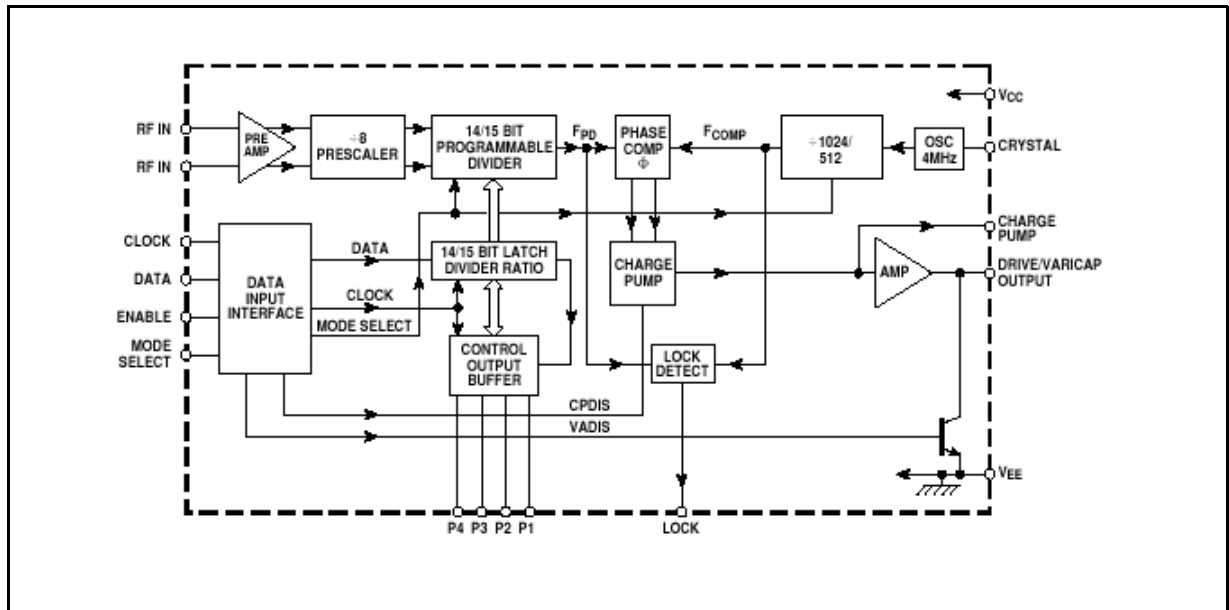 VCC
RF IN
RF IN
PRE
AMP
÷8
PRESCALER
14/15 BIT
PROGRAMMABLE
DIVIDER
FPD
PHASE
COMP
Φ
FCOMP
÷1024/
512
OSC
4MHz
CRYSTAL
CLOCK
DATA
ENABLE
MODE
SELECT
DATA
INPUT
INTERFACE
DATA
CLOCK
MODE SELECT
14/15 BIT LATCH
DIVIDER RATIO
CONTROL
OUTPUT
BUFFER
CHARGE
PUMP
LOCK
DETECT
AMP
CHARGE
PUMP
DRIVE/VARICAP
OUTPUT
CPDIS
VADIS
VEE
P4 P3 P2 P1
LOCK